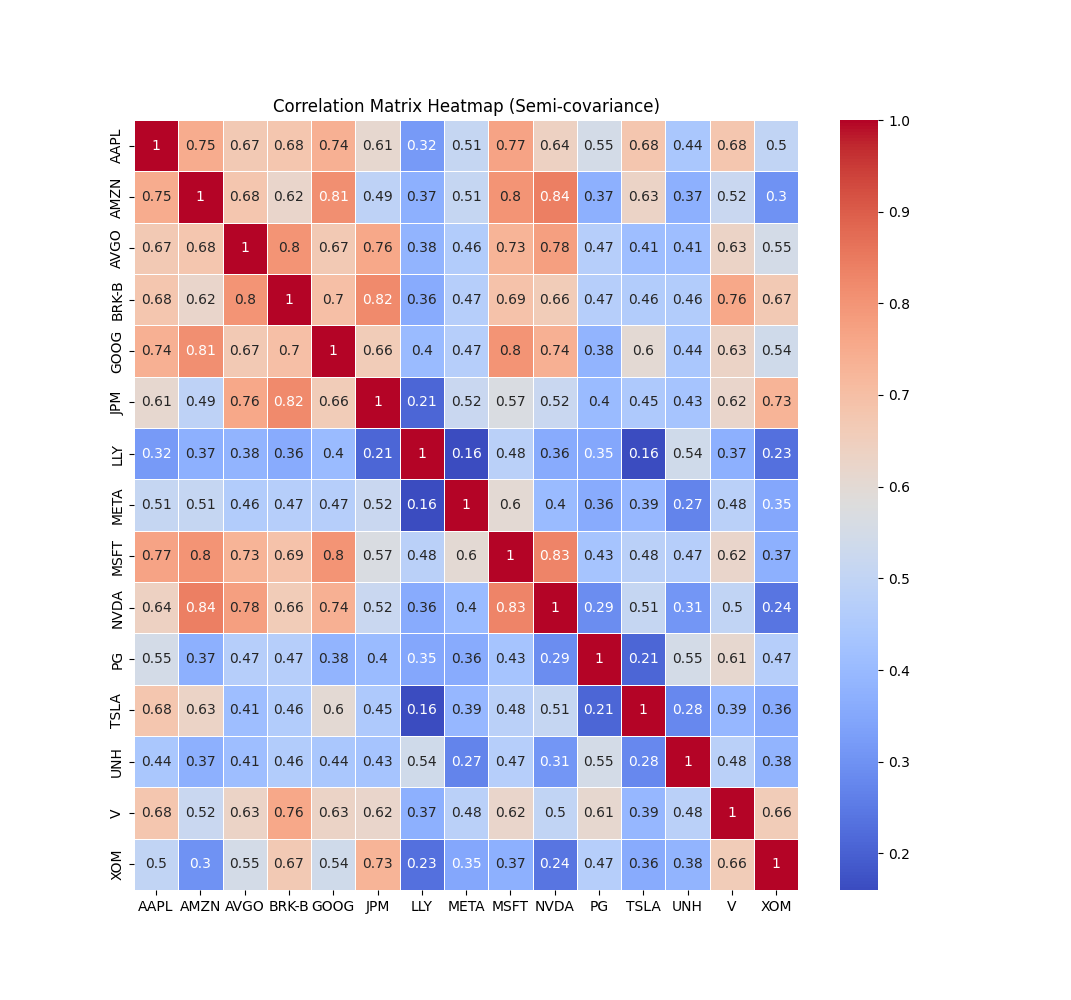 Correlation Matrix Heatmap (Semi-covariance)
AAPL 1 0.75 0.67 0.68 0.74 0.61 0.32 0.51 0.77 0.64 0.55 0.68 0.44 0.68 0.5
AMZN 0.75 1 0.68 0.62 0.81 0.49 0.37 0.51 0.8 0.84 0.37 0.63 0.37 0.52 0.3
AVGO 0.67 0.68 1 0.8 0.67 0.76 0.38 0.46 0.73 0.78 0.47 0.41 0.41 0.63 0.55
BRK-B 0.68 0.62 0.8 1 0.7 0.82 0.36 0.47 0.69 0.66 0.47 0.46 0.46 0.76 0.67
GOOG 0.74 0.81 0.67 0.7 1 0.66 0.4 0.47 0.8 0.74 0.38 0.6 0.44 0.63 0.54
JPM 0.61 0.49 0.76 0.82 0.66 1 0.21 0.52 0.57 0.52 0.4 0.45 0.43 0.62 0.73
LLY 0.32 0.37 0.38 0.36 0.4 0.21 1 0.16 0.48 0.36 0.35 0.16 0.54 0.37 0.23
META 0.51 0.51 0.46 0.47 0.47 0.52 0.16 1 0.6 0.4 0.36 0.39 0.27 0.48 0.35
MSFT 0.77 0.8 0.73 0.69 0.8 0.57 0.48 0.6 1 0.83 0.43 0.48 0.47 0.62 0.37
NVDA 0.64 0.84 0.78 0.66 0.74 0.52 0.36 0.4 0.83 1 0.29 0.51 0.31 0.5 0.24
PG 0.55 0.37 0.47 0.47 0.38 0.4 0.35 0.36 0.43 0.29 1 0.21 0.55 0.61 0.47
TSLA 0.68 0.63 0.41 0.46 0.6 0.45 0.16 0.39 0.48 0.51 0.21 1 0.28 0.39 0.36
UNH 0.44 0.37 0.41 0.46 0.44 0.43 0.54 0.27 0.47 0.31 0.55 0.28 1 0.48 0.38
V 0.68 0.52 0.63 0.76 0.63 0.62 0.37 0.48 0.62 0.5 0.61 0.39 0.48 1 0.66
XOM 0.5 0.3 0.55 0.67 0.54 0.73 0.23 0.35 0.37 0.24 0.47 0.36 0.38 0.66 1
AAPL AMZN AVGO BRK-B GOOG JPM LLY META MSFT NVDA PG TSLA UNH V XOM
1.0
0.9
0.8
0.7
0.6
0.5
0.4
0.3
0.2